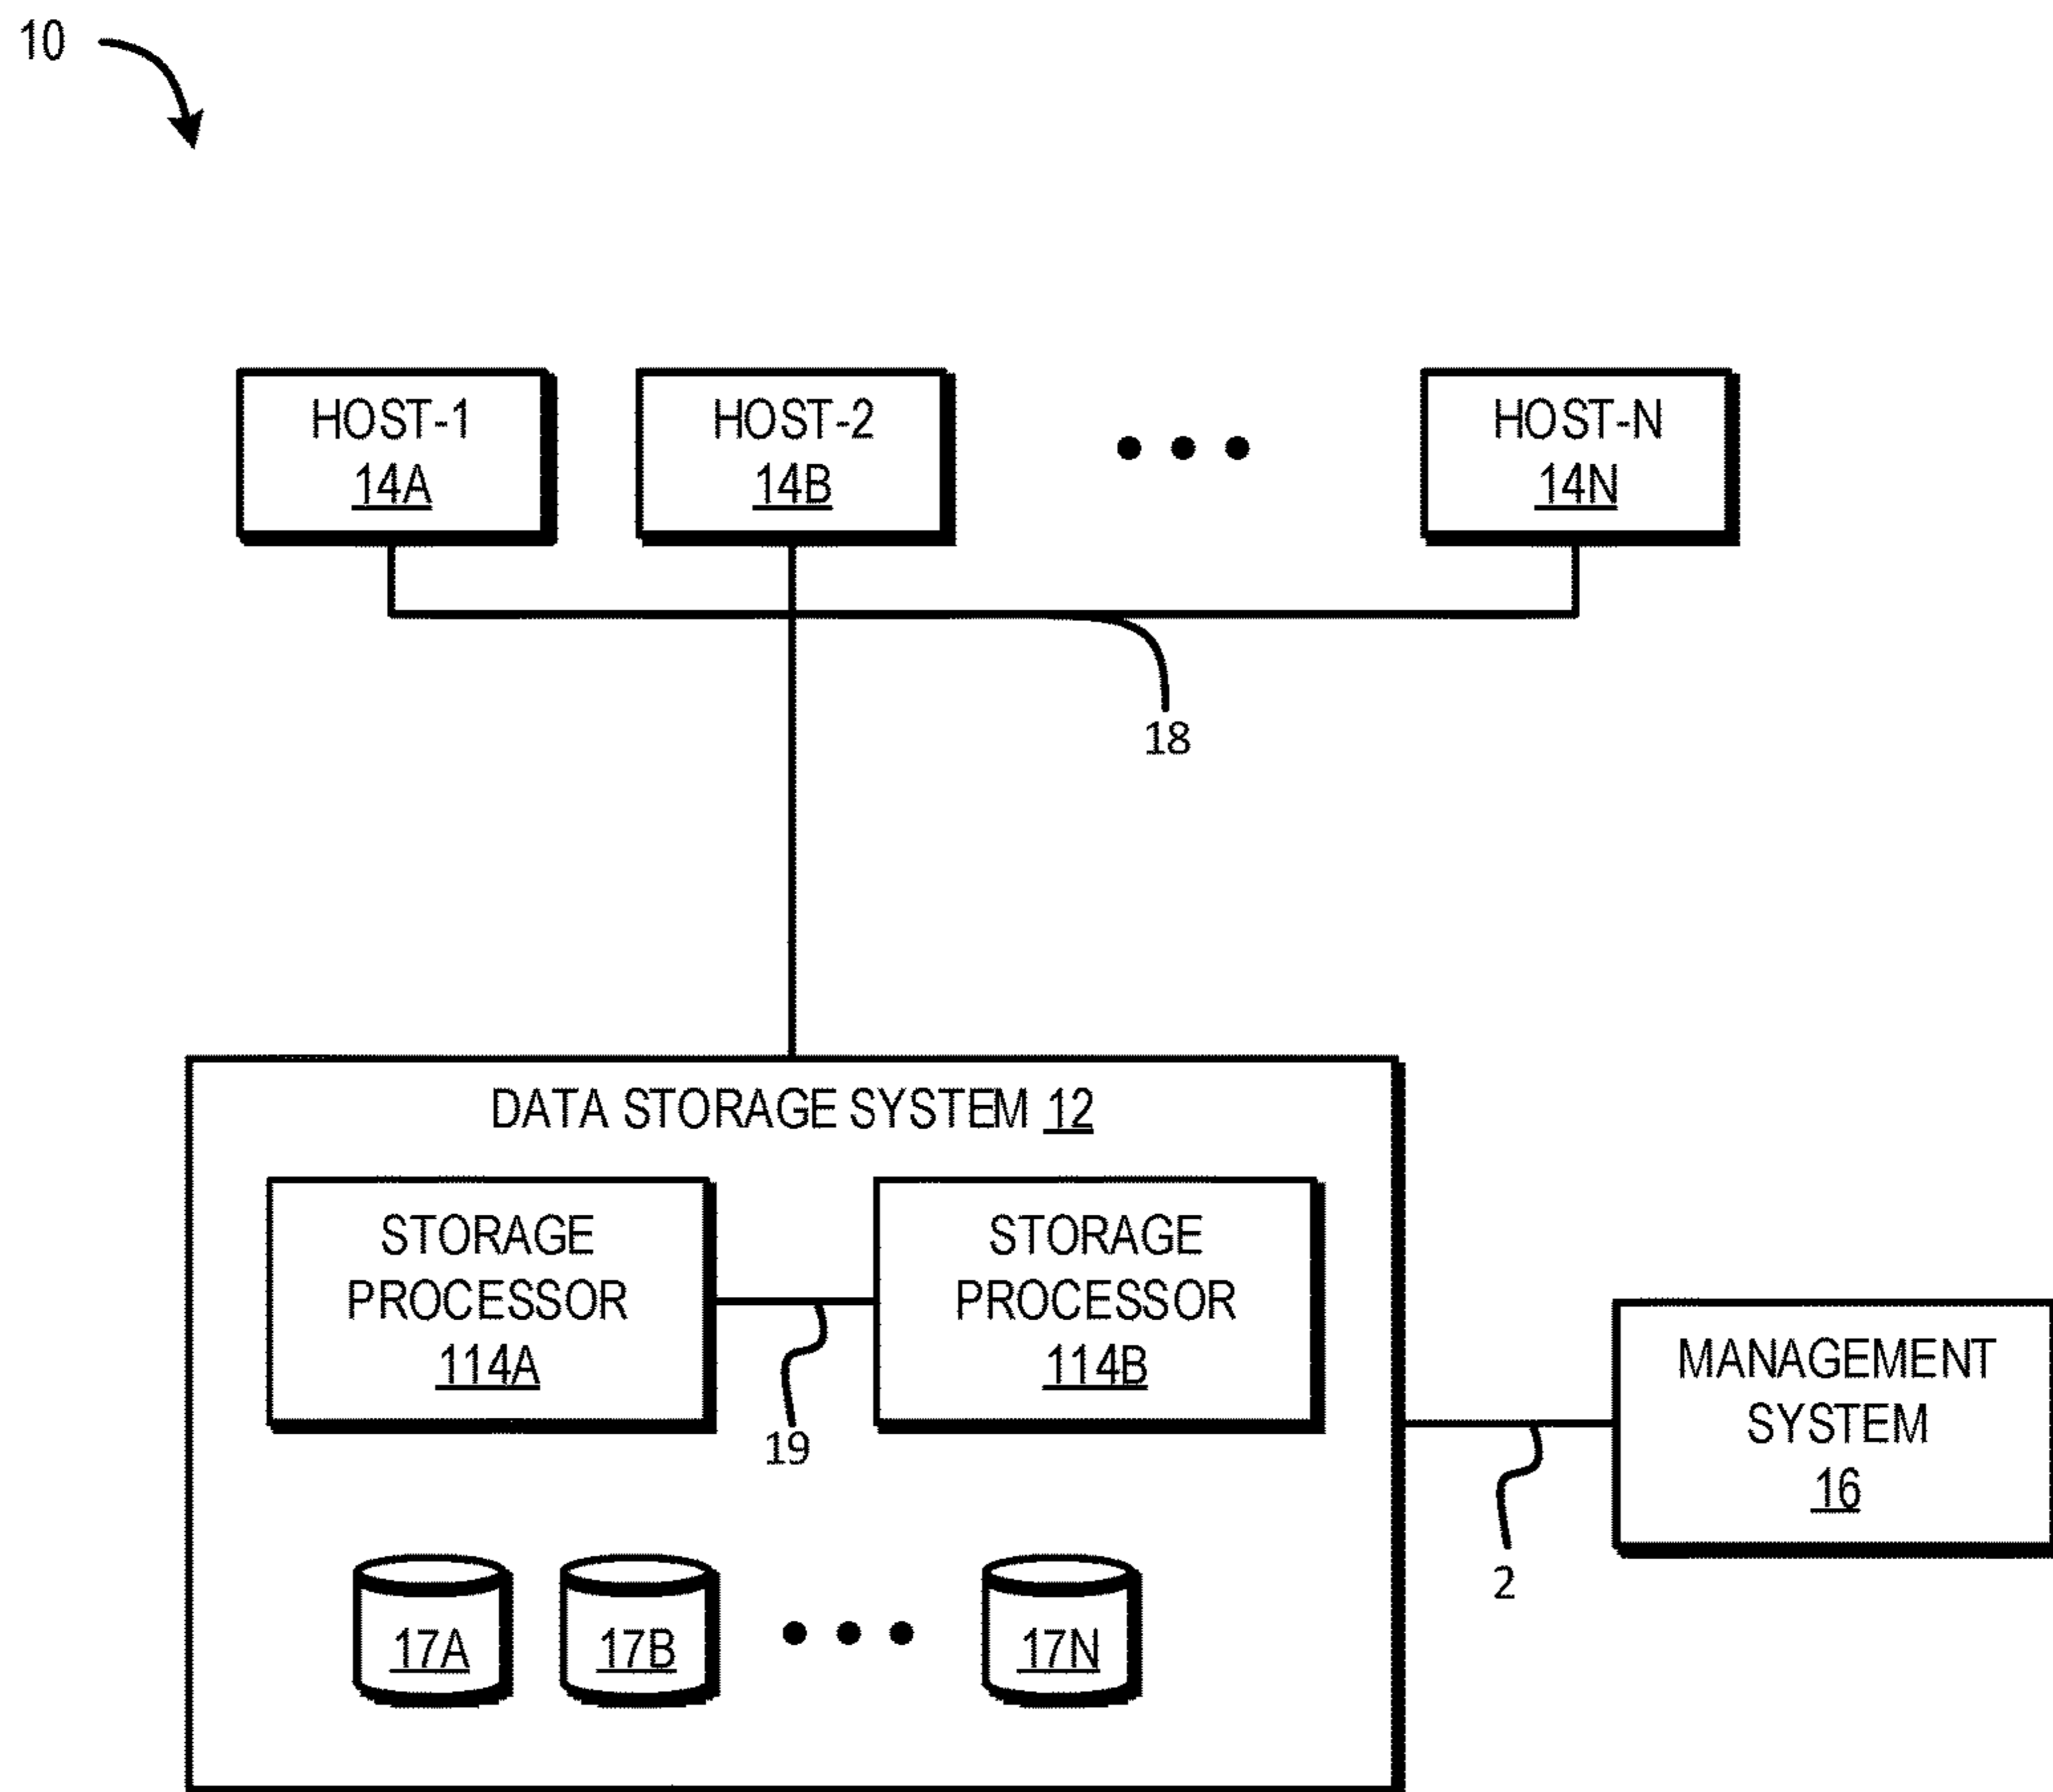 10
HOST-1
14A
HOST-2
14B
HOST-N
14N
18
DATA STORAGE SYSTEM 12
STORAGE
PROCESSOR
114A
STORAGE
PROCESSOR
114B
19
MANAGEMENT
SYSTEM
16
2
17A
17B
17N